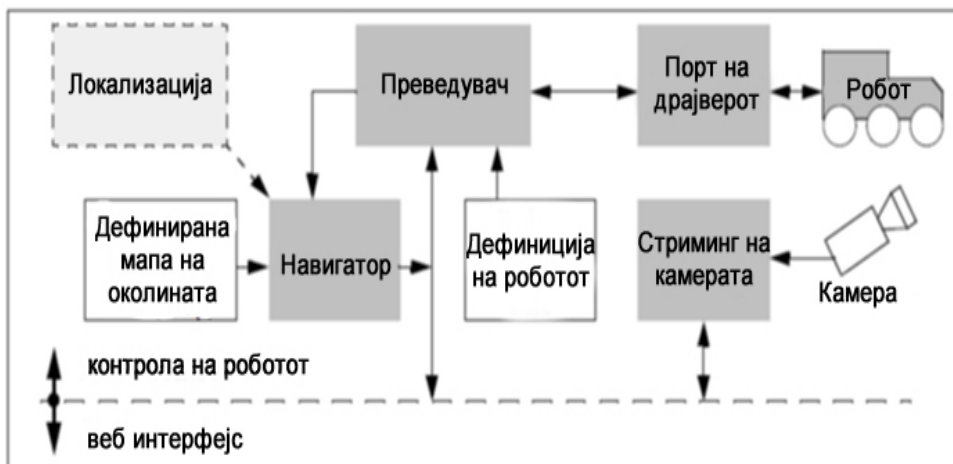 Локализација
Преведувач
Порт на
драјверот
Робот
Дефинирана
мапа на
околината
Навигатор
Дефиниција
на роботот
Стриминг на
камерата
Камера
контрола на роботот
веб интерфејс